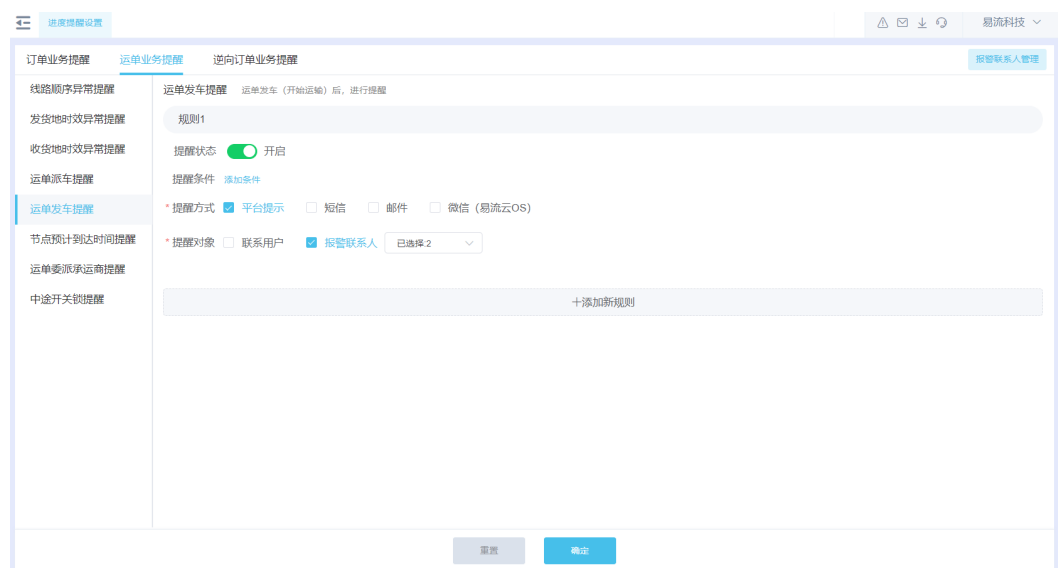 进度提醒设置
易流科技
订单业务提醒 运单业务提醒 逆向订单业务提醒 报警联系人管理
线路顺序异常提醒
发货地时效异常提醒
收货地时效异常提醒
运单派车提醒
运单发车提醒
节点预计到达时间提醒
运单委派承运商提醒
中途开关锁提醒
运单发车提醒 运单发车（开始运输）后，进行提醒
规则1
提醒状态 开启
提醒条件 添加条件
*提醒方式 平台提示 短信 邮件 微信（易流云OS）
*提醒对象 联系用户 报警联系人 已选择:2
+添加新规则
重置 确定